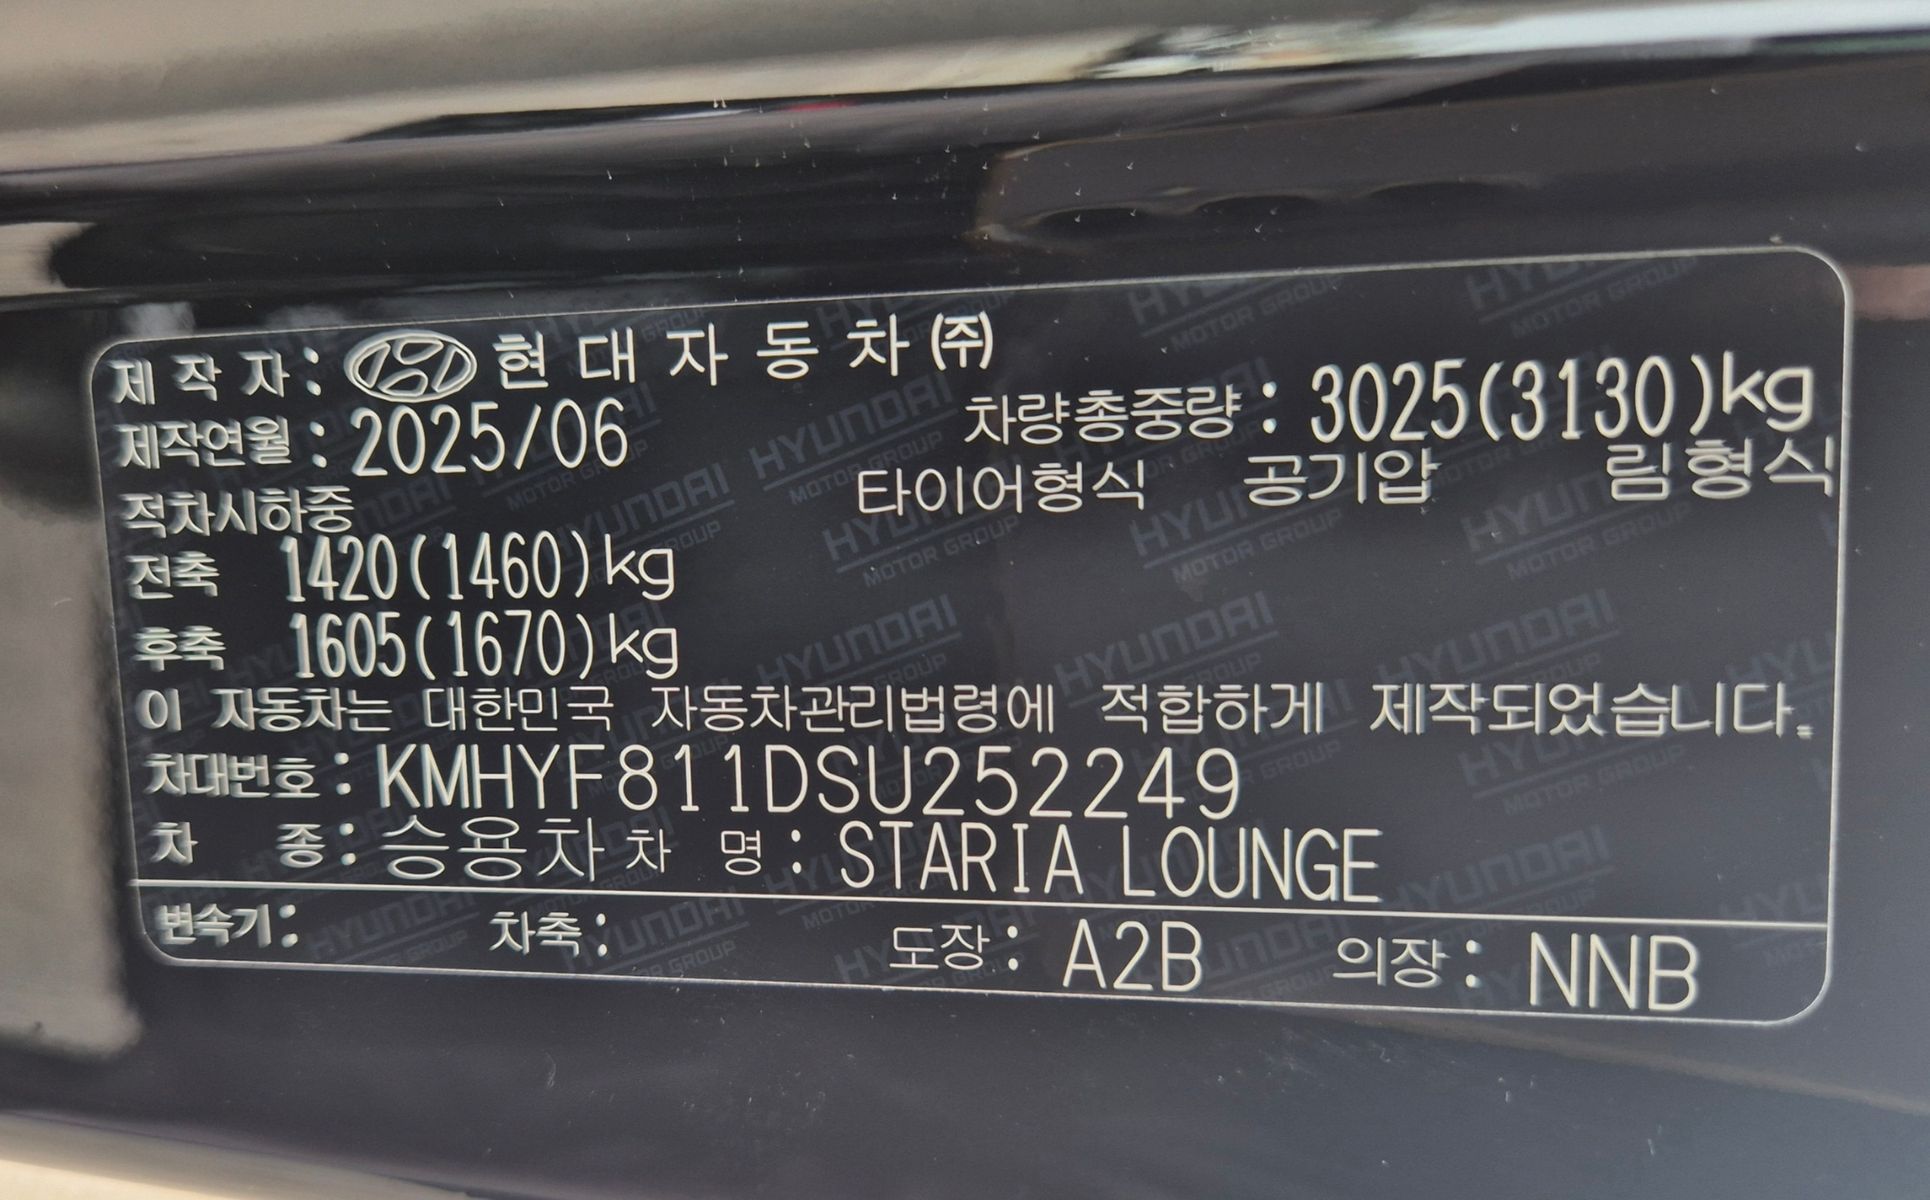 제 작 자 : 현 대 자 동 차 ㈜
제작연월 : 2025/06
차량총중량 : 3025(3130)kg
적차시하중
타이어형식 공기압 림형식
전축 1420(1460)kg
후축 1605(1670)kg
이 자동차는 대한민국 자동차관리법령에 적합하게 제작되었습니다.
차대번호 : KMHYF811DSU252249
차 종 : 승용차 차 명 : STARIA LOUNGE
변속기 : 차축 : 도장 : A2B 의장 : NNB
HYUNDAI
MOTOR GROUP